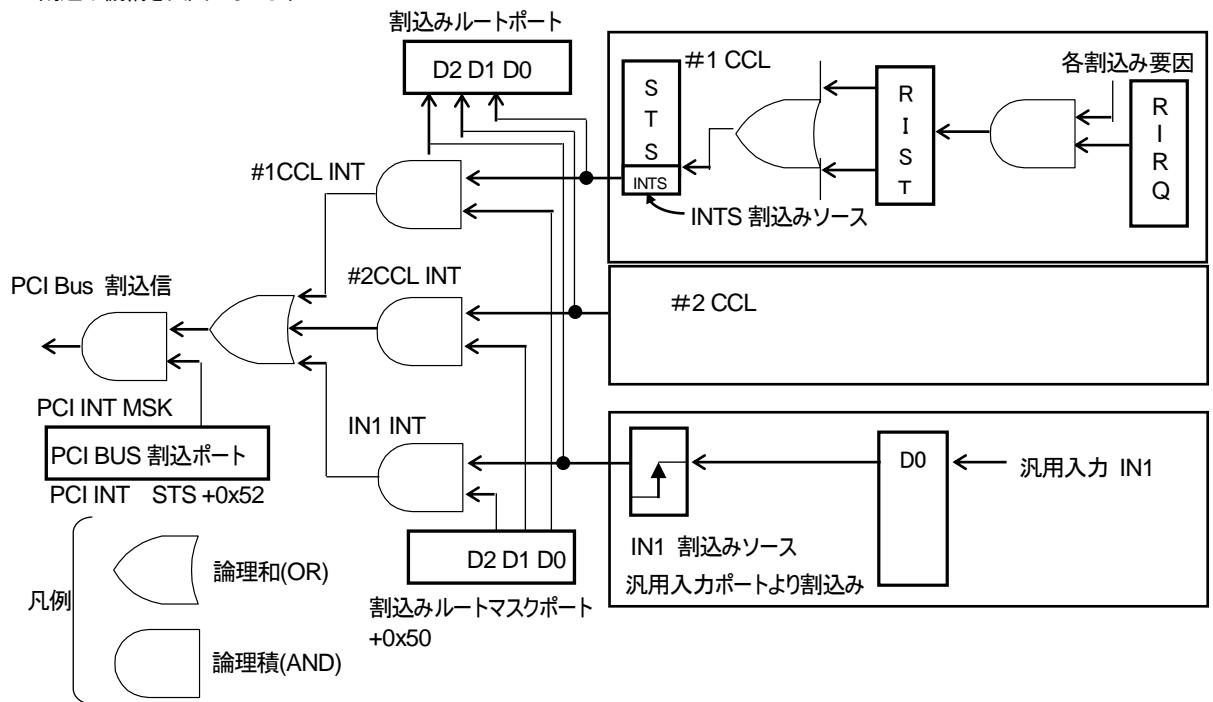 割込みルートポート
D2 D1 D0
#1 CCL
S
T
S
INTS
R
I
S
T
各割込み要因
R
I
R
Q
#1CCL INT
INTS 割込みソース
#2CCL INT
#2 CCL
PCI Bus 割込信
PCI INT MSK
PCI BUS 割込ポート
PCI INT STS +0x52
IN1 INT
D0
汎用入力 IN1
IN1 割込みソース
汎用入力ポートより割込み
D2 D1 D0
割込みルートマスクポート
+0x50
凡例
論理和(OR)
論理積(AND)